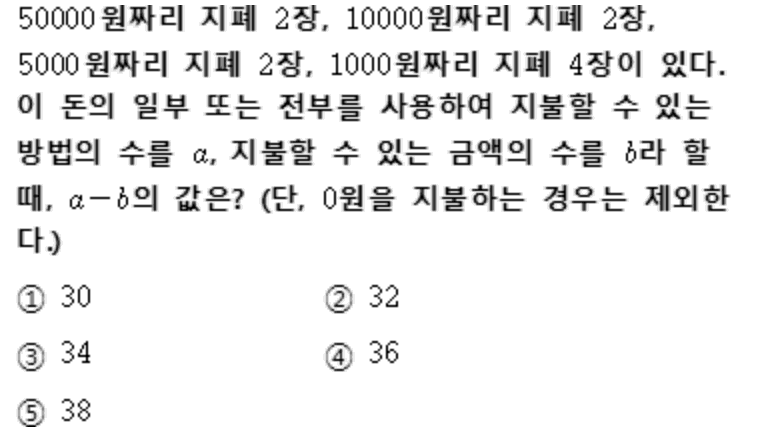 50000원짜리 지폐 2장, 10000원짜리 지폐 2장,
5000원짜리 지폐 2장, 1000원짜리 지폐 4장이 있다.
이 돈의 일부 또는 전부를 사용하여 지불할 수 있는
방법의 수를 a, 지불할 수 있는 금액의 수를 b라 할
때, a-b의 값은? (단, 0원을 지불하는 경우는 제외한
다.)
① 30 ② 32
③ 34 ④ 36
⑤ 38